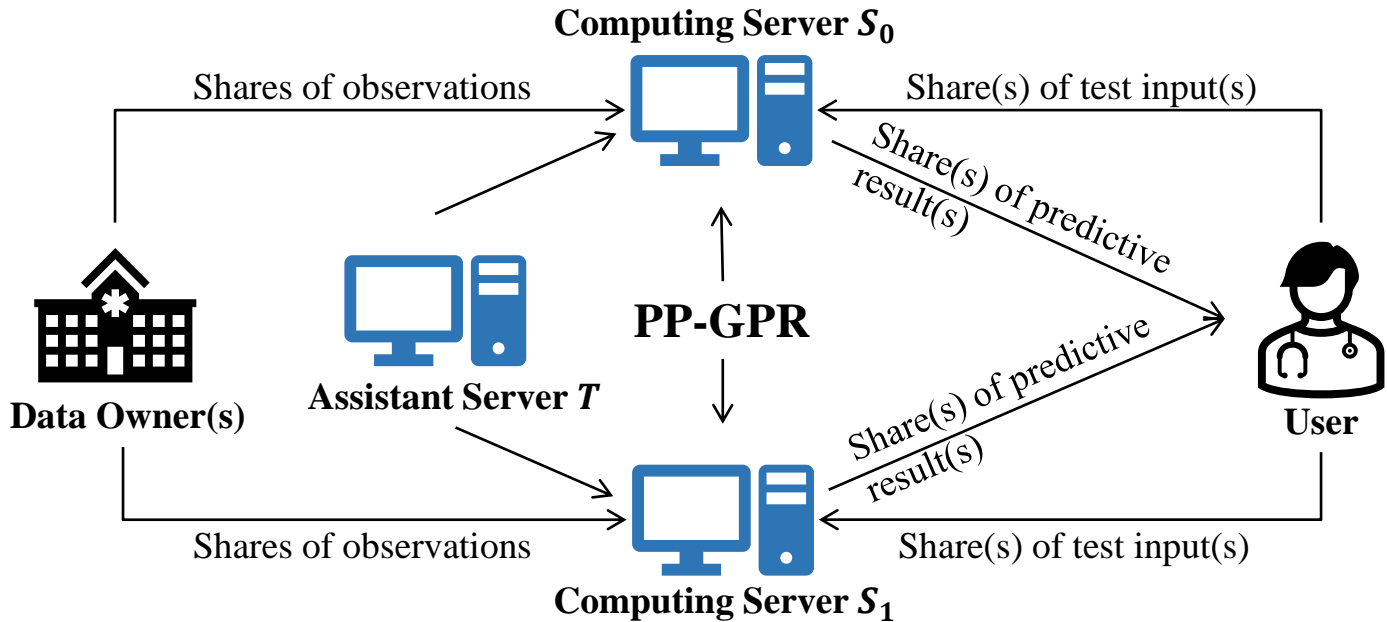 Computing Server S₀
Shares of observations
Share(s) of test input(s)
Share(s) of predictive
result(s)
PP-GPR
Assistant Server T
Data Owner(s)
User
Share(s) of predictive
result(s)
Shares of observations
Share(s) of test input(s)
Computing Server S₁